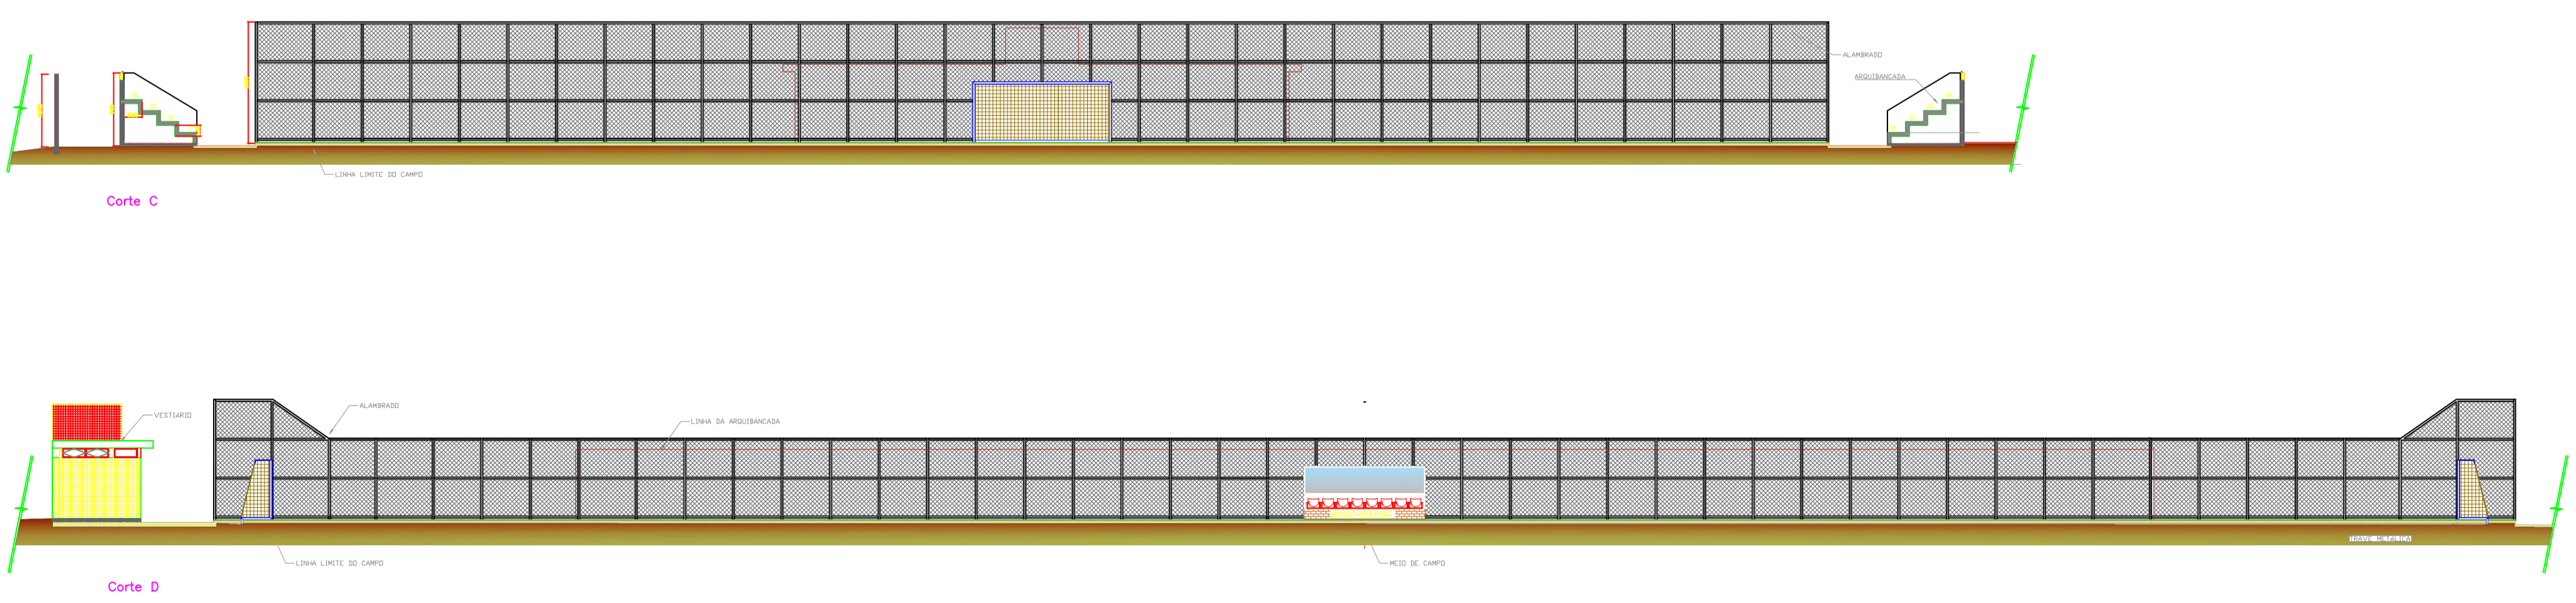 ALAMBRADO
ARQUIBANCADA
LINHA LIMITE DO CAMPO
Corte C
ALAMBRADO
VESTIÁRIO
LINHA DA ARQUIBANCADA
TRAVE METALICA
LINHA LIMITE DO CAMPO
MEIO DE CAMPO
Corte D